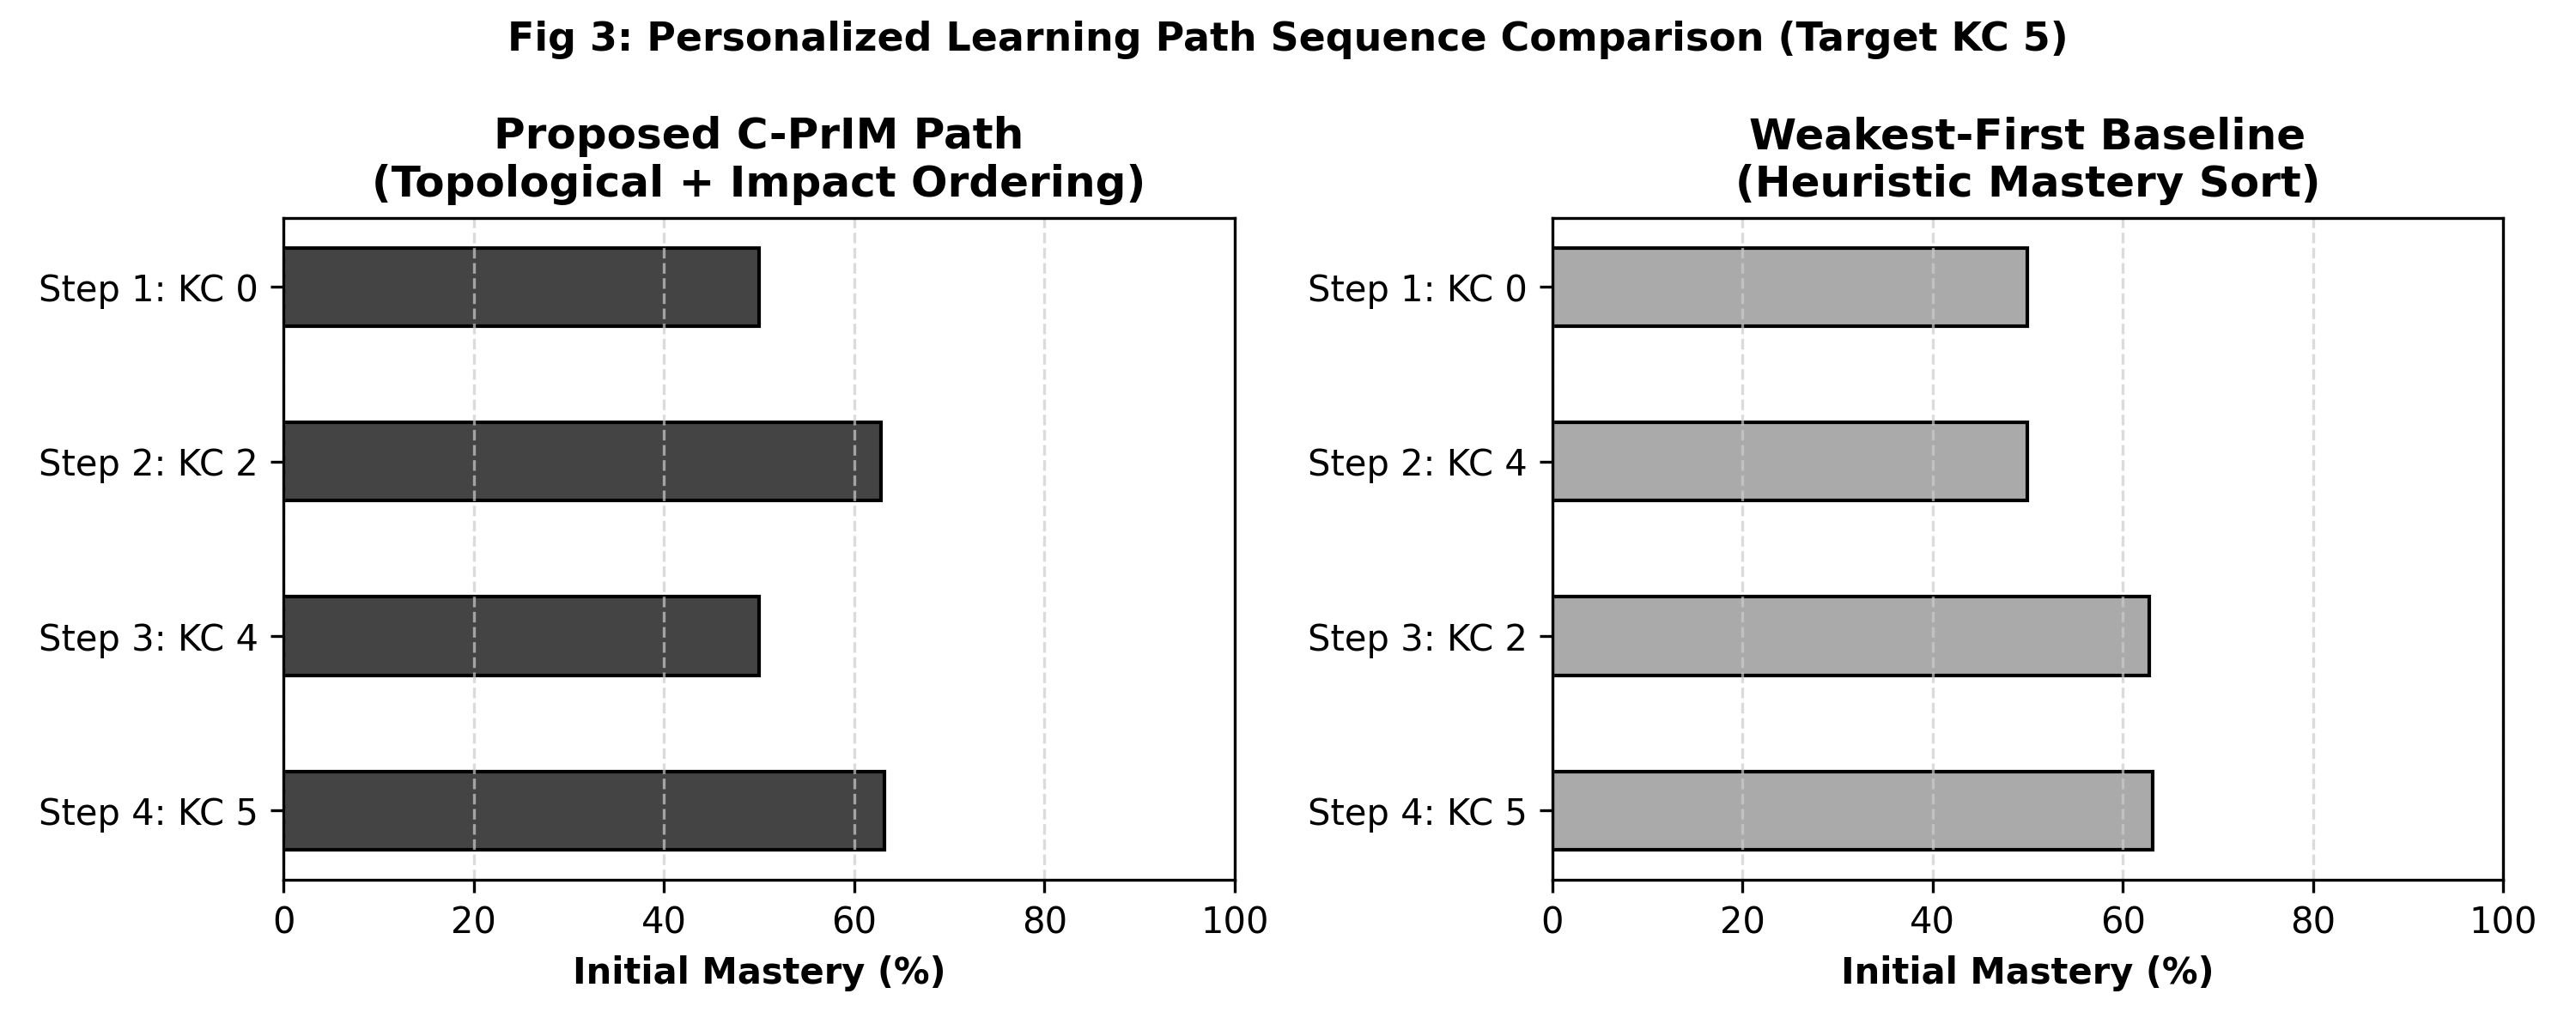 Fig 3: Personalized Learning Path Sequence Comparison (Target KC 5)
Proposed C-PrIM Path
(Topological + Impact Ordering)
Step 1: KC 0
Step 2: KC 2
Step 3: KC 4
Step 4: KC 5
0 20 40 60 80 100
Initial Mastery (%)
Weakest-First Baseline
(Heuristic Mastery Sort)
Step 1: KC 0
Step 2: KC 4
Step 3: KC 2
Step 4: KC 5
0 20 40 60 80 100
Initial Mastery (%)